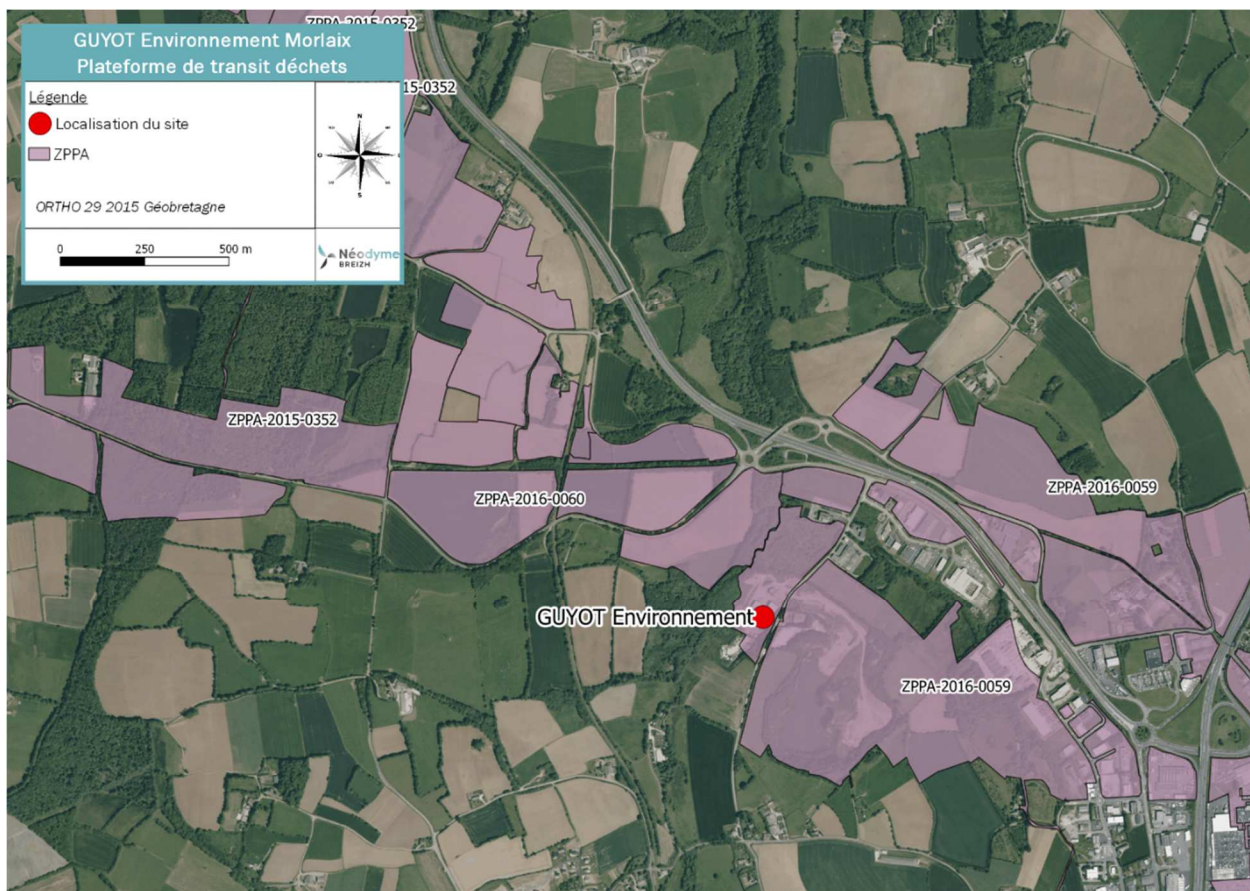 ZPPA-2015-0352
GUYOT Environnement Morlaix
Plateforme de transit déchets
15-0352
Légende
Localisation du site
ZPPA
N
O
S
ORTHO 29 2015 Géobretagne
0 250 500 m
Néodyme
BREIZH
ZPPA-2015-0352
ZPPA-2016-0060
ZPPA-2016-0059
GUYOT Environnement
ZPPA-2016-0059